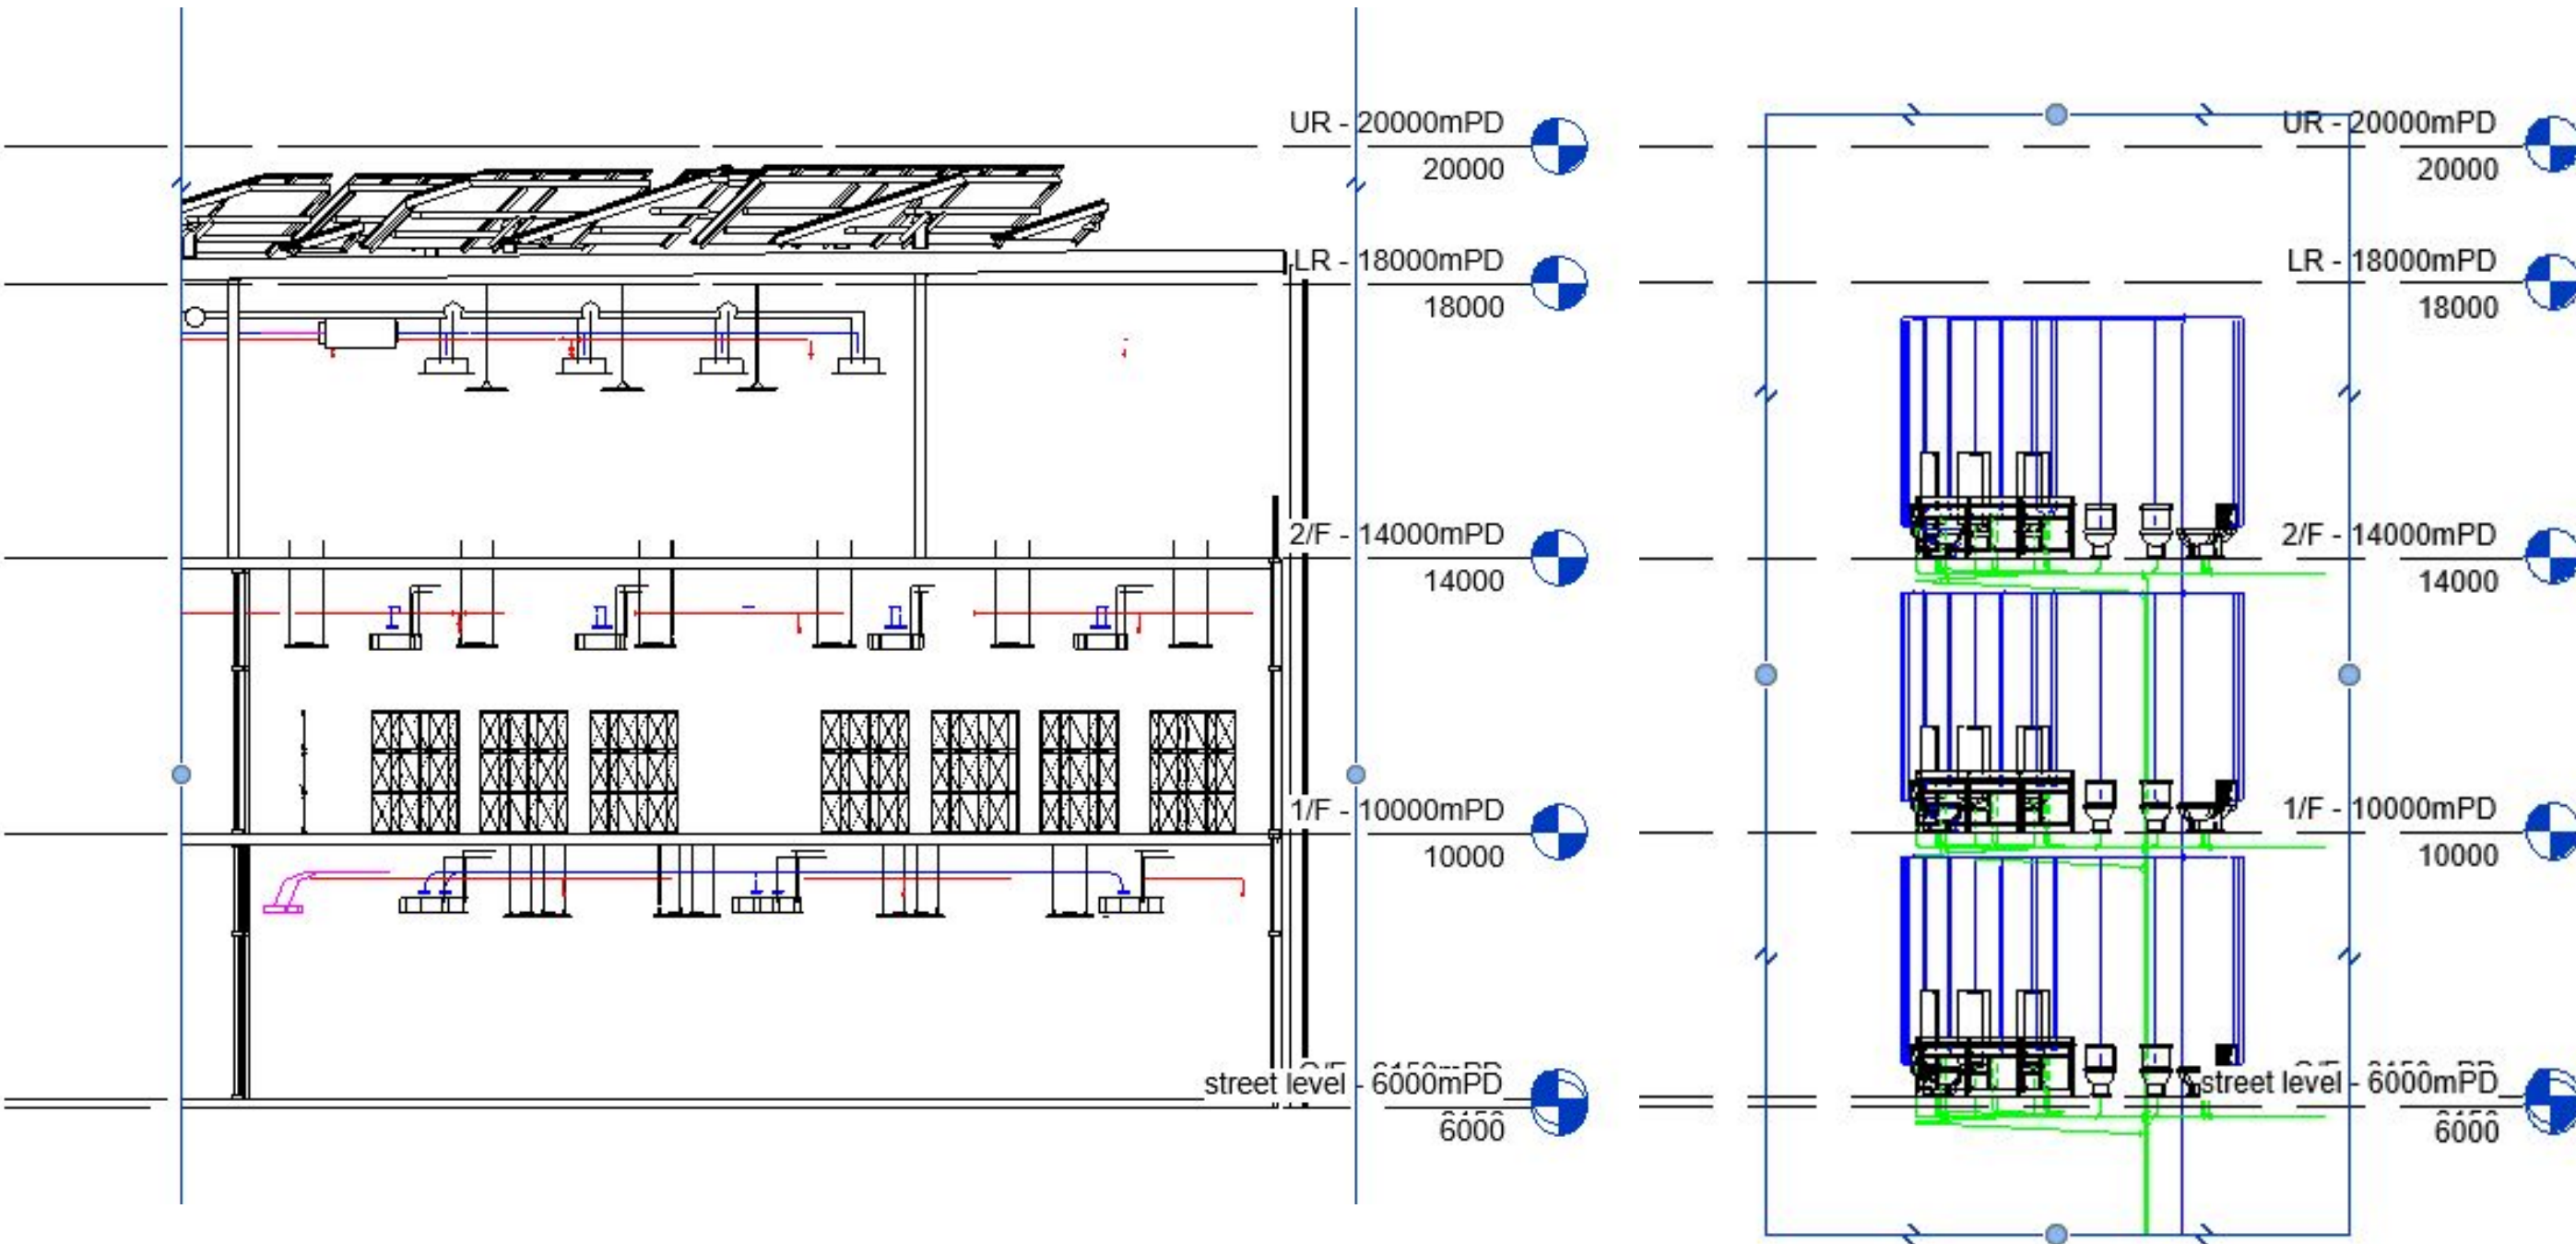 UR - 20000mPD
20000
LR - 18000mPD
18000
2/F - 14000mPD
14000
1/F - 10000mPD
10000
street level - 6000mPD
6000
UR - 20000mPD
20000
LR - 18000mPD
18000
2/F - 14000mPD
14000
1/F - 10000mPD
10000
street level - 6000mPD
6000